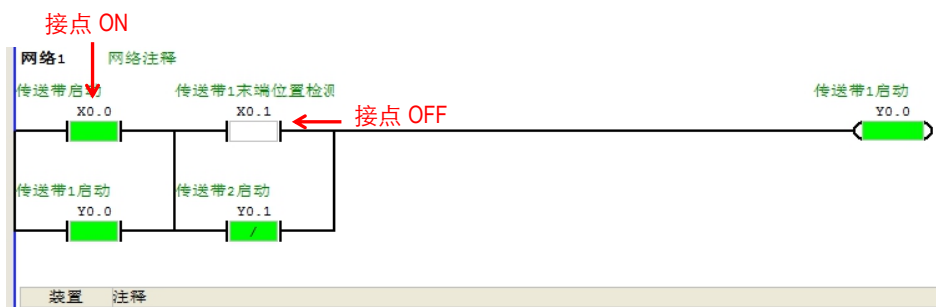 接点 ON
网络1 网络注释
传送带启动 传送带1末端位置检测 传送带1启动
X0.0 X0.1 Y0.0
接点 OFF
传送带1启动 传送带2启动
Y0.0 Y0.1
/
装置 注释